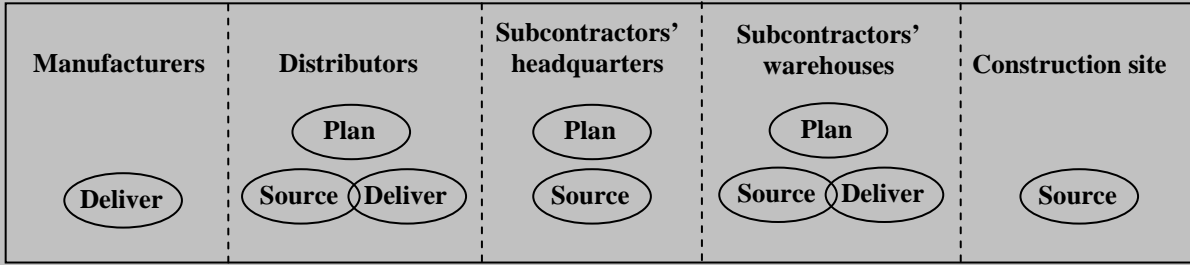 Manufacturers
Deliver
Distributors
Plan
Source Deliver
Subcontractors’
headquarters
Plan
Source
Subcontractors’
warehouses
Plan
Source Deliver
Construction site
Source